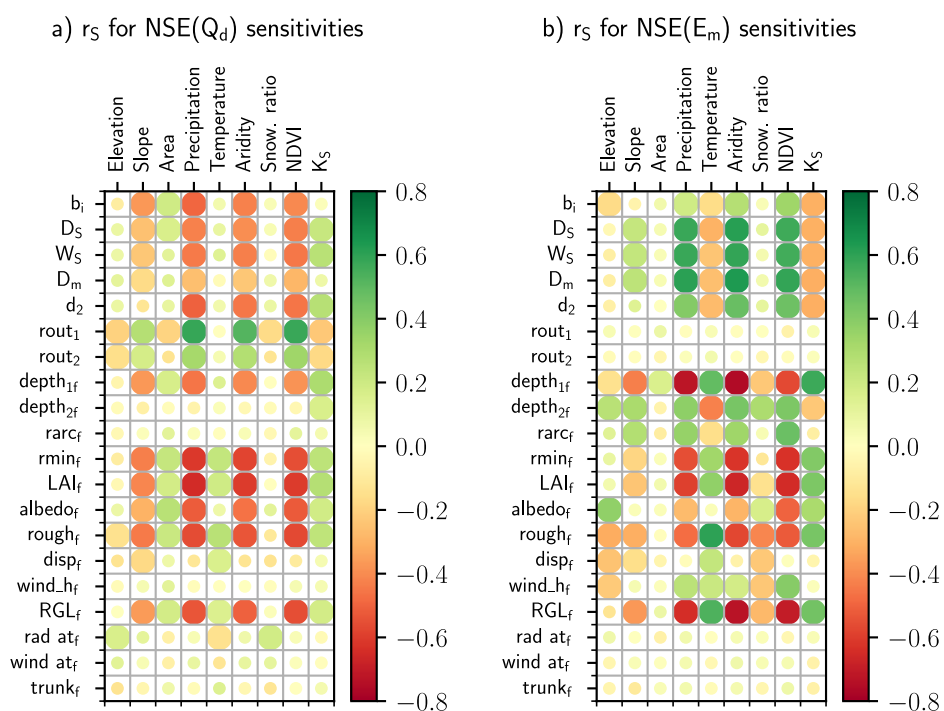 a) r_S for NSE(Q_d) sensitivities
Elevation
Slope
Area
Precipitation
Temperature
Aridity
Snow. ratio
NDVI
K_S
b_i
D_S
W_S
D_m
d_2
rout_1
rout_2
depth_1f
depth_2f
rarc_f
rmin_f
LAI_f
albedo_f
rough_f
disp_f
wind_h_f
RGL_f
rad at_f
wind at_f
trunk_f
0.8
0.6
0.4
0.2
0.0
−0.2
−0.4
−0.6
−0.8
b) r_S for NSE(E_m) sensitivities
Elevation
Slope
Area
Precipitation
Temperature
Aridity
Snow. ratio
NDVI
K_S
b_i
D_S
W_S
D_m
d_2
rout_1
rout_2
depth_1f
depth_2f
rarc_f
rmin_f
LAI_f
albedo_f
rough_f
disp_f
wind_h_f
RGL_f
rad at_f
wind at_f
trunk_f
0.8
0.6
0.4
0.2
0.0
−0.2
−0.4
−0.6
−0.8